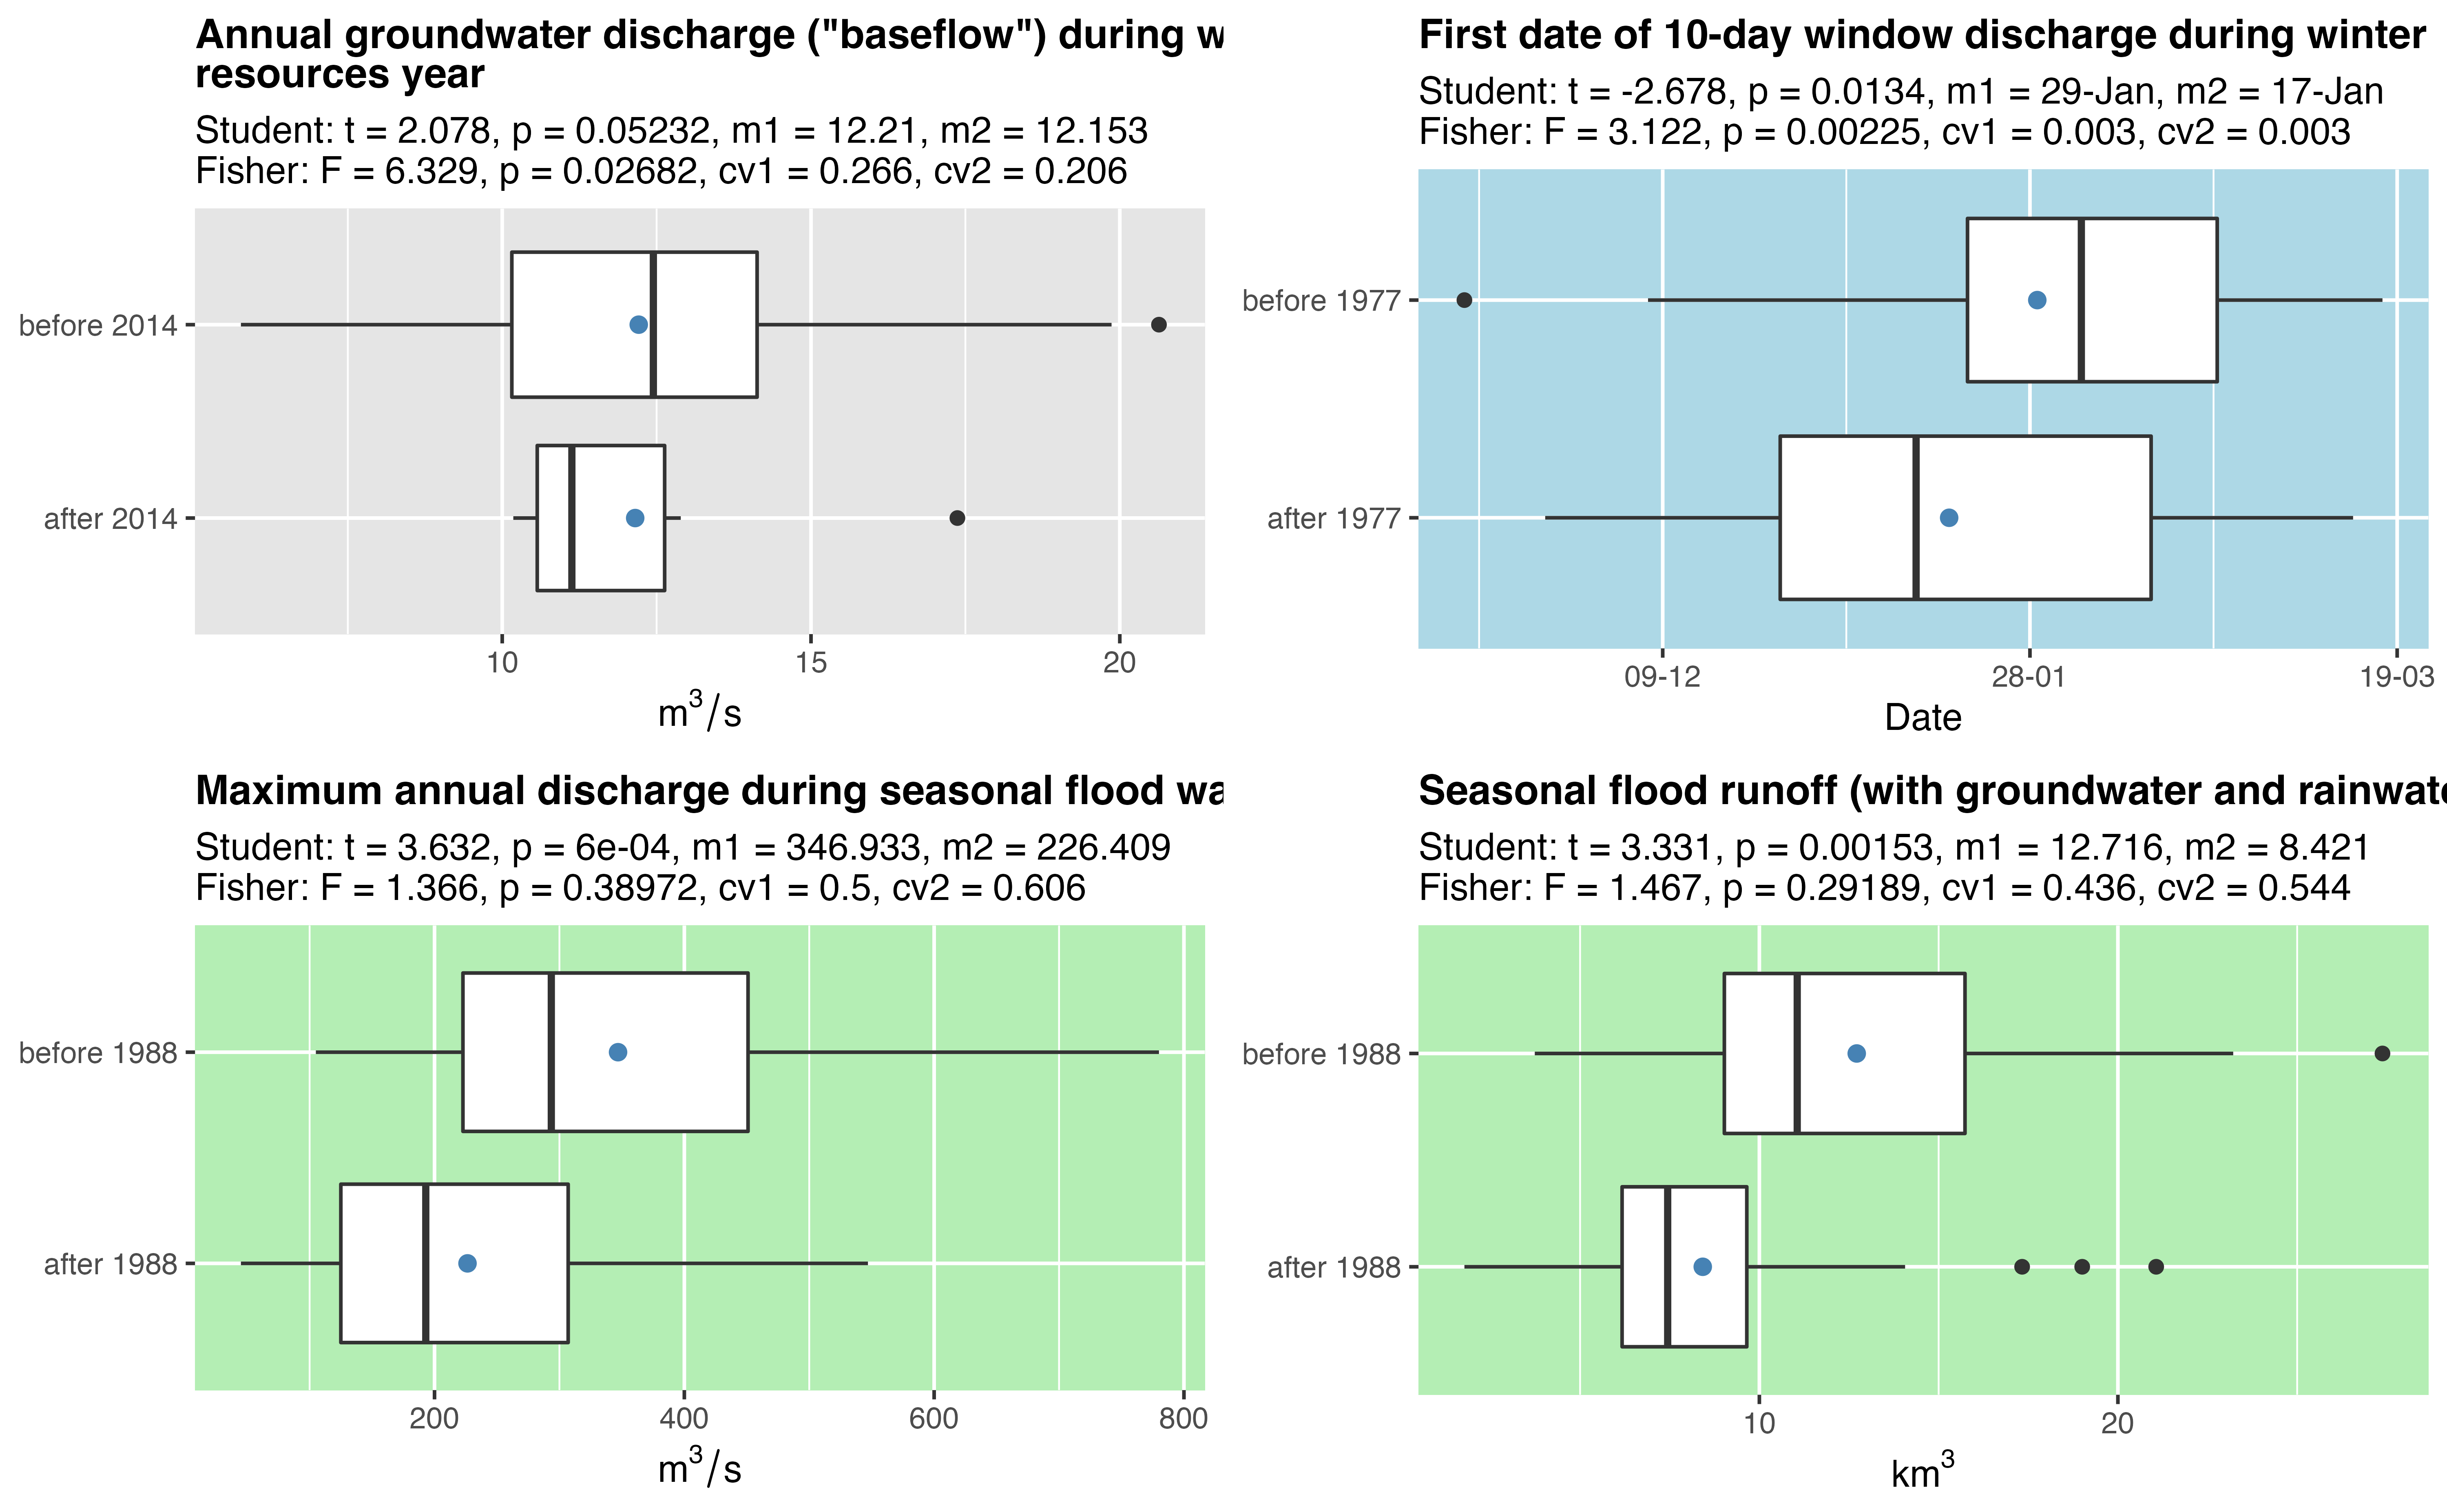 Annual groundwater discharge ("baseflow") during
resources year
Student: t = 2.078, p = 0.05232, m1 = 12.21, m2 = 12.153
Fisher: F = 6.329, p = 0.02682, cv1 = 0.266, cv2 = 0.206
before 2014
after 2014
10 15 20
m³/s
First date of 10-day window discharge during winter
Student: t = -2.678, p = 0.0134, m1 = 29-Jan, m2 = 17-Jan
Fisher: F = 3.122, p = 0.00225, cv1 = 0.003, cv2 = 0.003
before 1977
after 1977
09-12 28-01 19-03
Date
Maximum annual discharge during seasonal flood
Student: t = 3.632, p = 6e-04, m1 = 346.933, m2 = 226.409
Fisher: F = 1.366, p = 0.38972, cv1 = 0.5, cv2 = 0.606
before 1988
after 1988
200 400 600 800
m³/s
Seasonal flood runoff (with groundwater and
Student: t = 3.331, p = 0.00153, m1 = 12.716, m2 = 8.421
Fisher: F = 1.467, p = 0.29189, cv1 = 0.436, cv2 = 0.544
before 1988
after 1988
10 20
km³